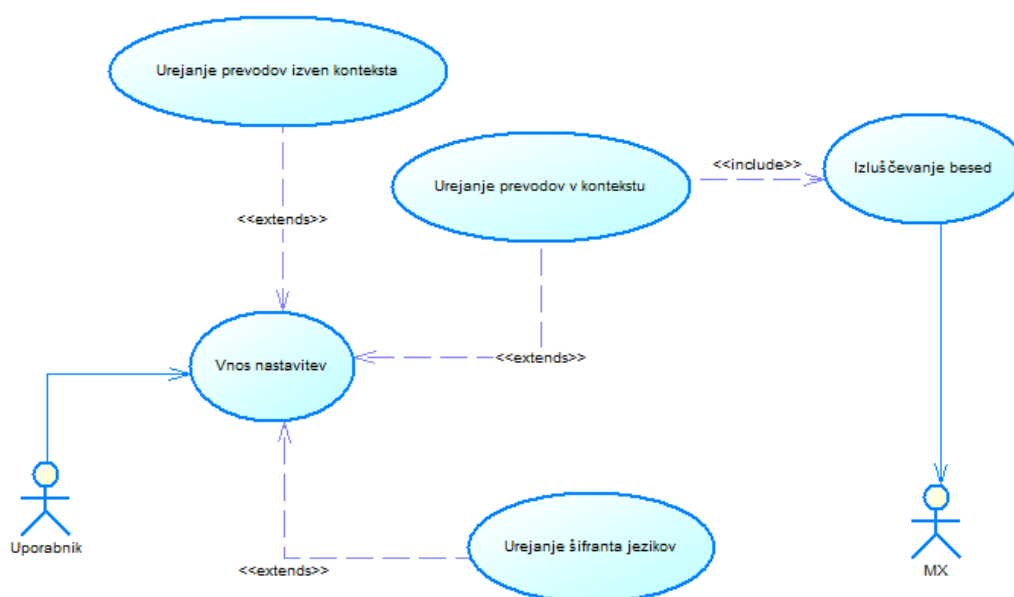 Urejanje prevodov izven konteksta
<<include>>
Izluščevanje besed
Urejanje prevodov v kontekstu
<<extends>>
Vnos nastavitev
<<extends>>
Uporabnik
Urejanje šifranta jezikov
<<extends>>
MX